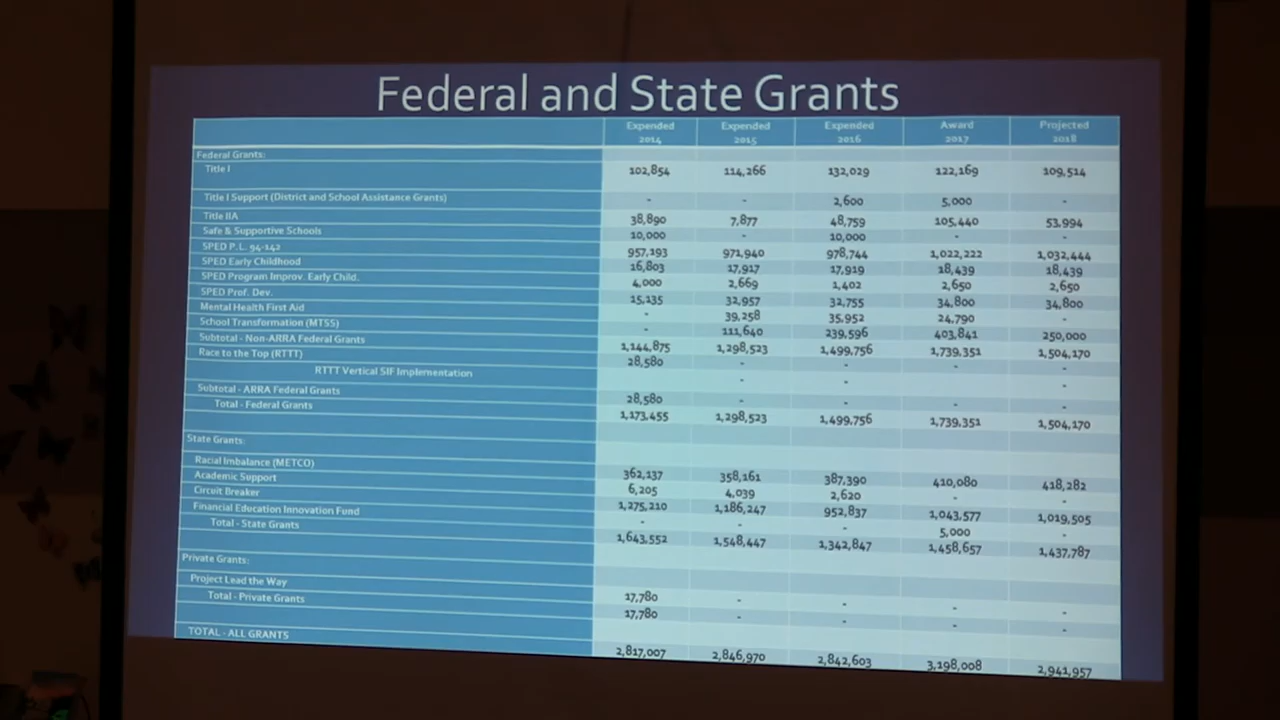 Federal and State Grants
Expended 2014 Expended 2015 Expended 2016 Award 2017 Projected 2018
Federal Grants:
Title I 102,854 114,266 132,029 122,169 109,514
Title I Support (District and School Assistance Grants) - - 2,600 5,000 -
Title IIA 38,890 7,877 48,759 105,440 53,994
Safe & Supportive Schools 10,000 10,000 - -
SPED P.L. 94-142 957,193 971,940 978,744 1,022,222 1,032,444
SPED Early Childhood 16,803 17,917 17,919 18,439 18,439
SPED Program Improv. Early Child. 4,000 2,669 1,402 2,650 2,650
SPED Prof. Dev. 15,135 32,957 32,755 34,800 34,800
Mental Health First Aid - 39,258 35,952 24,790 -
School Transformation (MTSS) - 111,640 239,596 403,841 250,000
Subtotal - Non-ARRA Federal Grants 1,144,875 1,298,523 1,499,756 1,739,351 1,504,170
Race to the Top (RTTT) 28,580 - - - -
RTTT Vertical SIF Implementation - - -
Subtotal - ARRA Federal Grants 28,580 - - - -
Total - Federal Grants 1,173,455 1,298,523 1,499,756 1,739,351 1,504,170
State Grants:
Racial Imbalance (METCO) 362,137 358,161 387,390 410,080 418,282
Academic Support 6,205 4,039 2,620 - -
Circuit Breaker 1,275,210 1,186,247 952,837 1,043,577 1,019,505
Financial Education Innovation Fund - - - 5,000 -
Total - State Grants 1,643,552 1,548,447 1,342,847 1,458,657 1,437,787
Private Grants:
Project Lead the Way 17,780 - - - -
Total - Private Grants 17,780 - - - -
TOTAL - ALL GRANTS 2,817,007 2,846,970 2,842,603 3,198,008 2,941,957